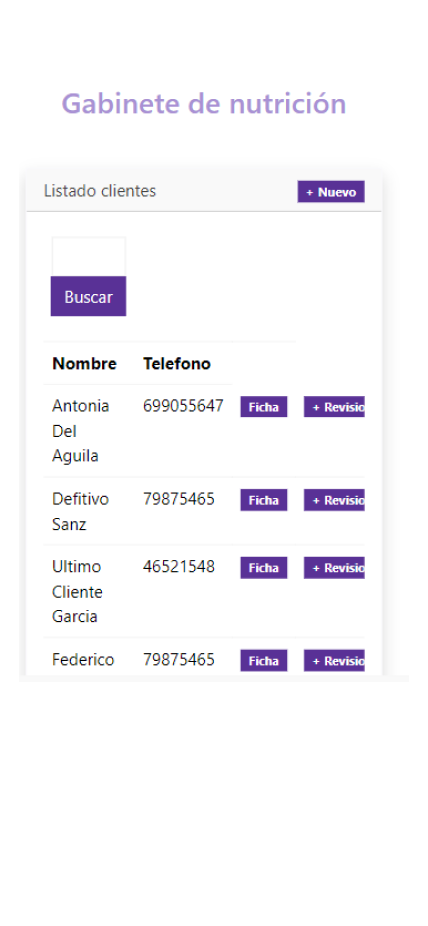 Gabinete de nutrición
Listado clientes + Nuevo
Buscar
Nombre Telefono
Antonia 699055647 Ficha + Revisio
Del
Aguila
Defitivo 79875465 Ficha + Revisio
Sanz
Ultimo 46521548 Ficha + Revisio
Cliente
Garcia
Federico 79875465 Ficha + Revisio